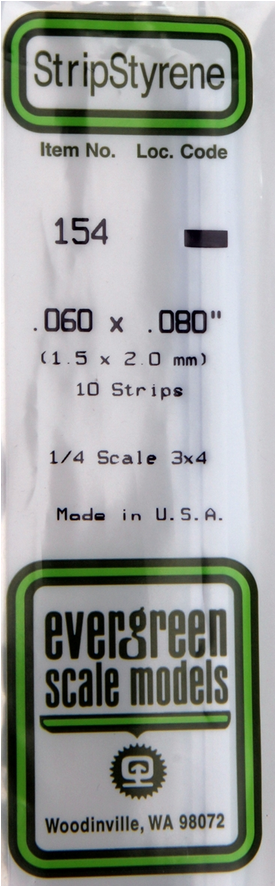 StripStyrene
Item No. Loc. Code
154
.060 x .080"
(1.5 x 2.0 mm)
10 Strips
1/4 Scale 3x4
Made in U.S.A.
evergreen
scale models
Woodinville, WA 98072